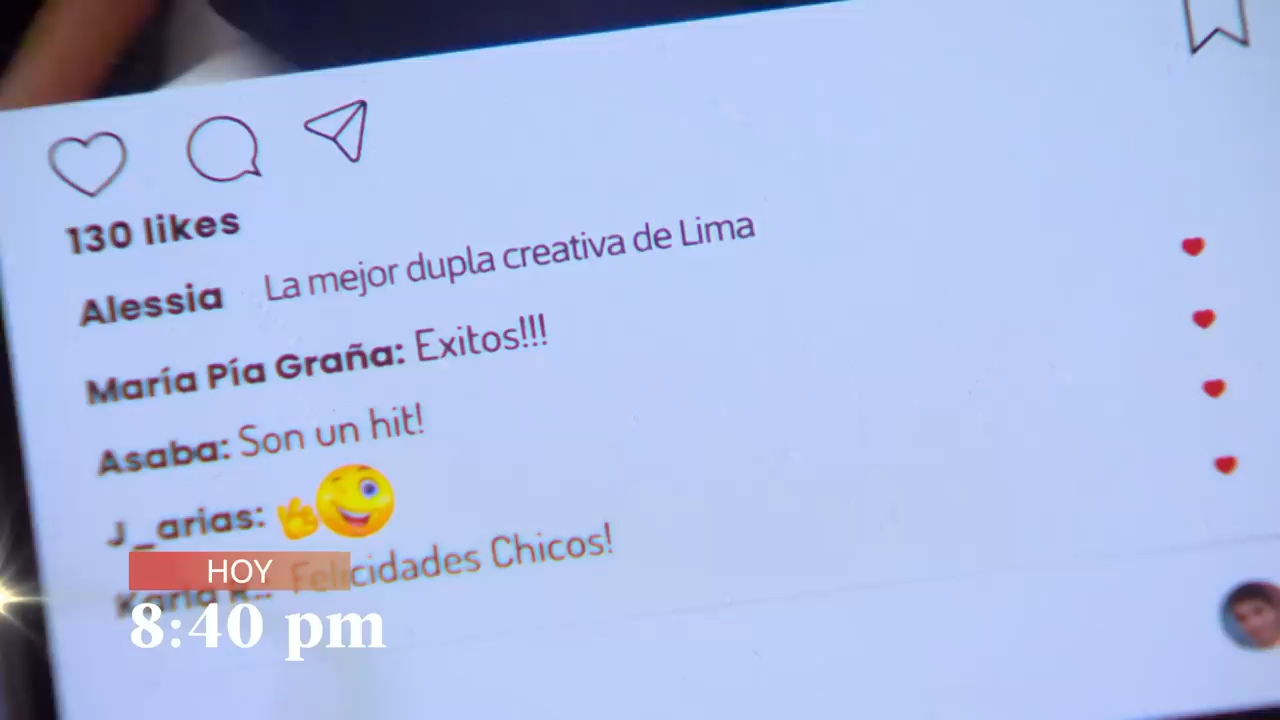 130 likes
Alessia La mejor dupla creativa de Lima
María Pía Graña: Exitos!!!
Asaba: Son un hit!
J_arias:
Karla R.: Felicidades Chicos!
HOY
8:40 pm